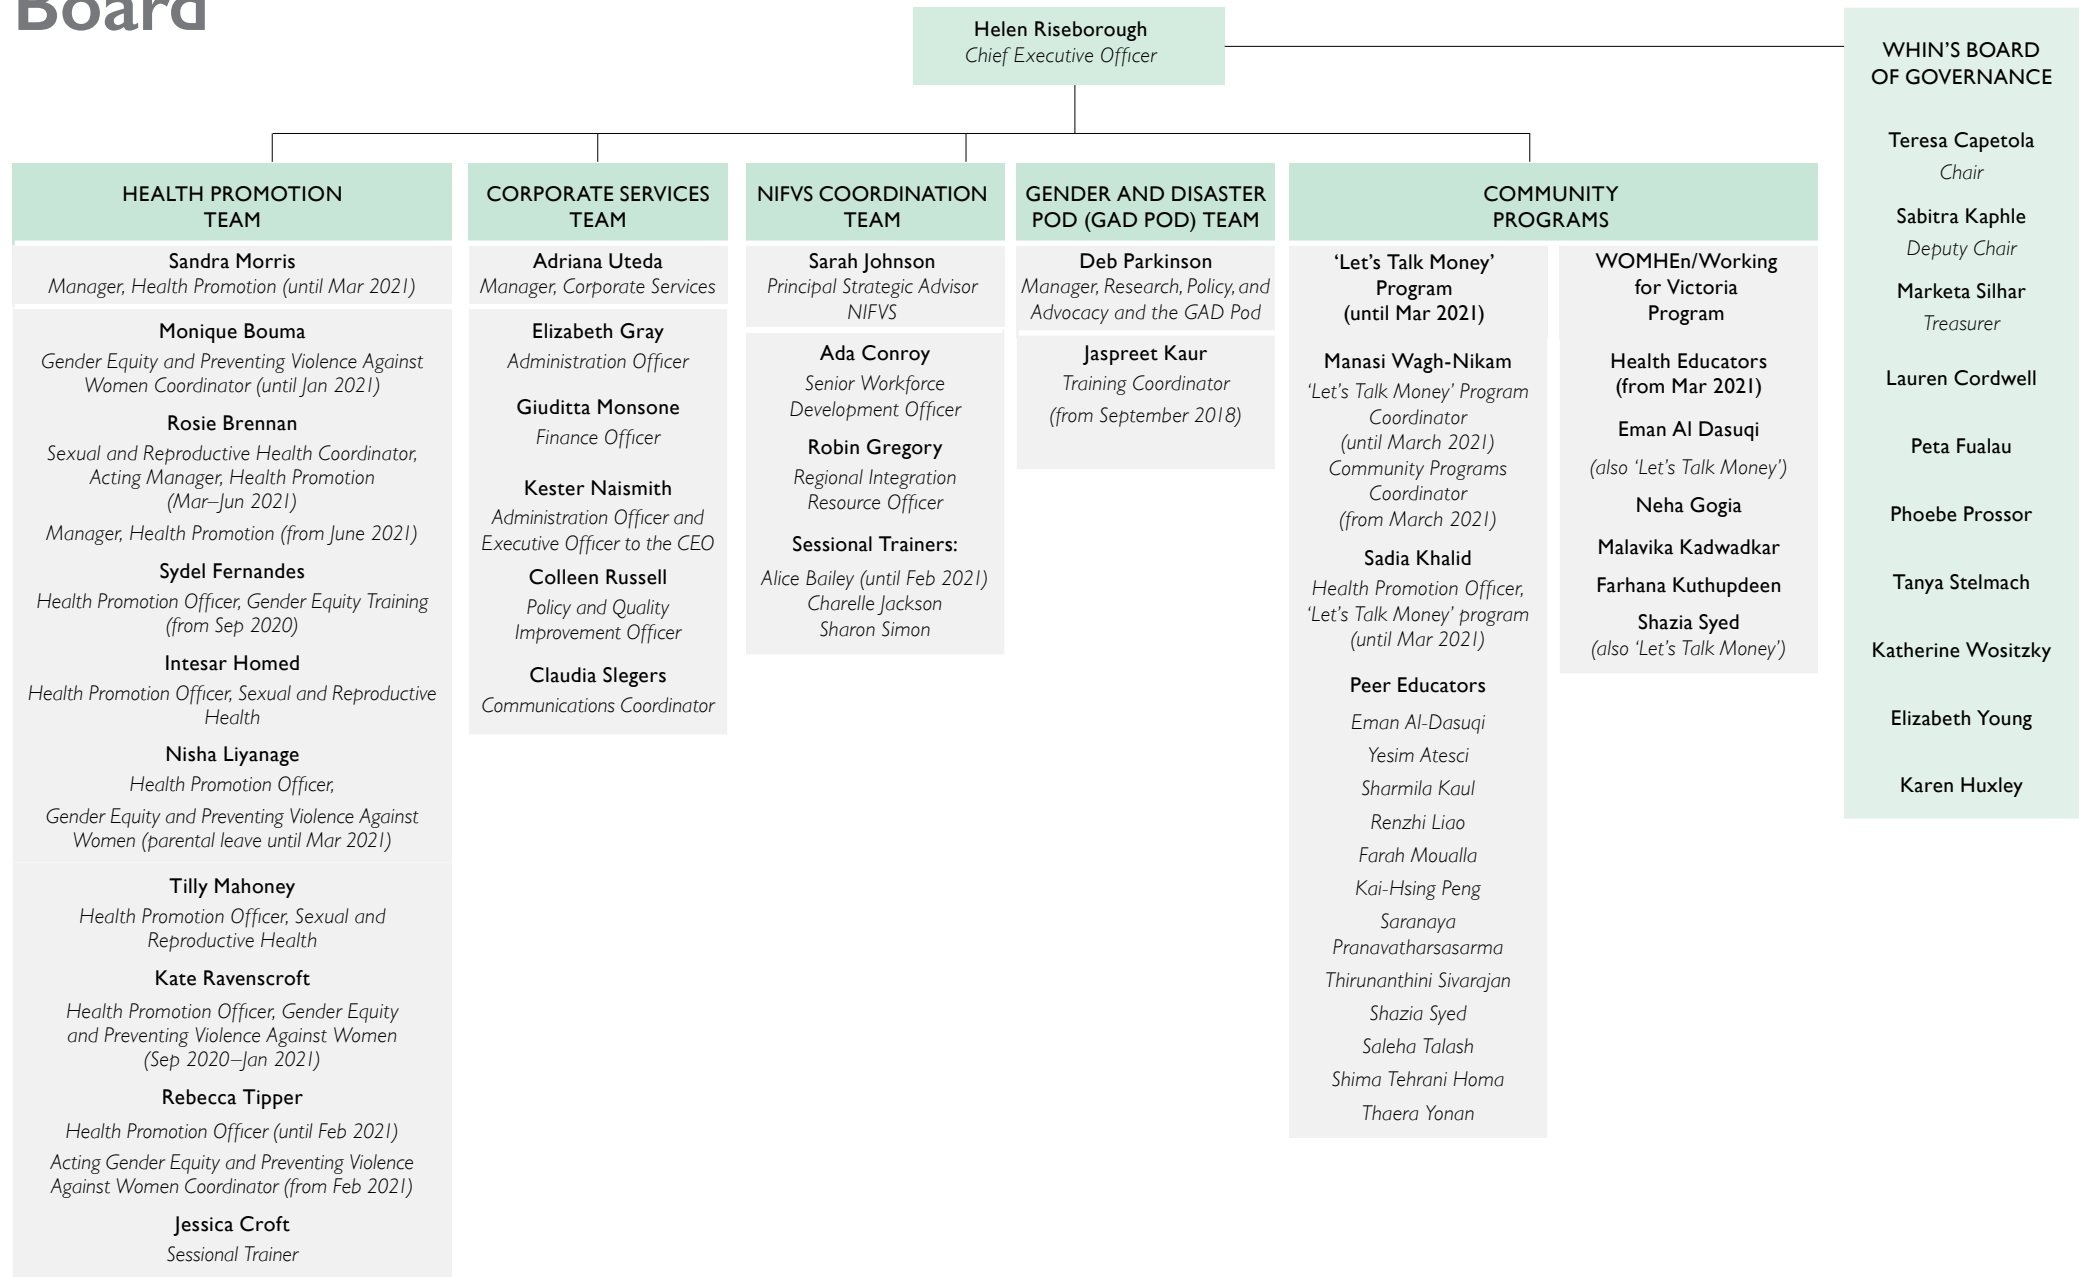 Board
Helen Riseborough
Chief Executive Officer
WHIN'S BOARD
OF GOVERNANCE
Teresa Capetola
Chair
Sabitra Kaphle
Deputy Chair
Marketa Silhar
Treasurer
Lauren Cordwell
Peta Fualau
Phoebe Prossor
Tanya Stelmach
Katherine Wositzky
Elizabeth Young
Karen Huxley
HEALTH PROMOTION
TEAM
Sandra Morris
Manager, Health Promotion (until Mar 2021)
Monique Bouma
Gender Equity and Preventing Violence Against
Women Coordinator (until Jan 2021)
Rosie Brennan
Sexual and Reproductive Health Coordinator,
Acting Manager, Health Promotion
(Mar–Jun 2021)
Manager, Health Promotion (from June 2021)
Sydel Fernandes
Health Promotion Officer, Gender Equity Training
(from Sep 2020)
Intesar Homed
Health Promotion Officer, Sexual and Reproductive
Health
Nisha Liyanage
Health Promotion Officer,
Gender Equity and Preventing Violence Against
Women (parental leave until Mar 2021)
Tilly Mahoney
Health Promotion Officer, Sexual and
Reproductive Health
Kate Ravenscroft
Health Promotion Officer, Gender Equity
and Preventing Violence Against Women
(Sep 2020–Jan 2021)
Rebecca Tipper
Health Promotion Officer (until Feb 2021)
Acting Gender Equity and Preventing Violence
Against Women Coordinator (from Feb 2021)
Jessica Croft
Sessional Trainer
CORPORATE SERVICES
TEAM
Adriana Uteda
Manager, Corporate Services
Elizabeth Gray
Administration Officer
Giuditta Monsone
Finance Officer
Kester Naismith
Administration Officer and
Executive Officer to the CEO
Colleen Russell
Policy and Quality
Improvement Officer
Claudia Slegers
Communications Coordinator
NIFVS COORDINATION
TEAM
Sarah Johnson
Principal Strategic Advisor
NIFVS
Ada Conroy
Senior Workforce
Development Officer
Robin Gregory
Regional Integration
Resource Officer
Sessional Trainers:
Alice Bailey (until Feb 2021)
Charelle Jackson
Sharon Simon
GENDER AND DISASTER
POD (GAD POD) TEAM
Deb Parkinson
Manager, Research, Policy, and
Advocacy and the GAD Pod
Jaspreet Kaur
Training Coordinator
(from September 2018)
COMMUNITY
PROGRAMS
'Let's Talk Money'
Program
(until Mar 2021)
Manasi Wagh-Nikam
'Let's Talk Money' Program
Coordinator
(until March 2021)
Community Programs
Coordinator
(from March 2021)
Sadia Khalid
Health Promotion Officer,
'Let's Talk Money' program
(until Mar 2021)
Peer Educators
Eman Al-Dasuqi
Yesim Atesci
Sharmila Kaul
Renzhi Liao
Farah Moualla
Kai-Hsing Peng
Saranaya
Pranavatharsasarma
Thirunanthini Sivarajan
Shazia Syed
Saleha Talash
Shima Tehrani Homa
Thaera Yonan
WOMHEn/Working
for Victoria
Program
Health Educators
(from Mar 2021)
Eman Al Dasuqi
(also 'Let's Talk Money')
Neha Gogia
Malavika Kadwadkar
Farhana Kuthupdeen
Shazia Syed
(also 'Let's Talk Money')